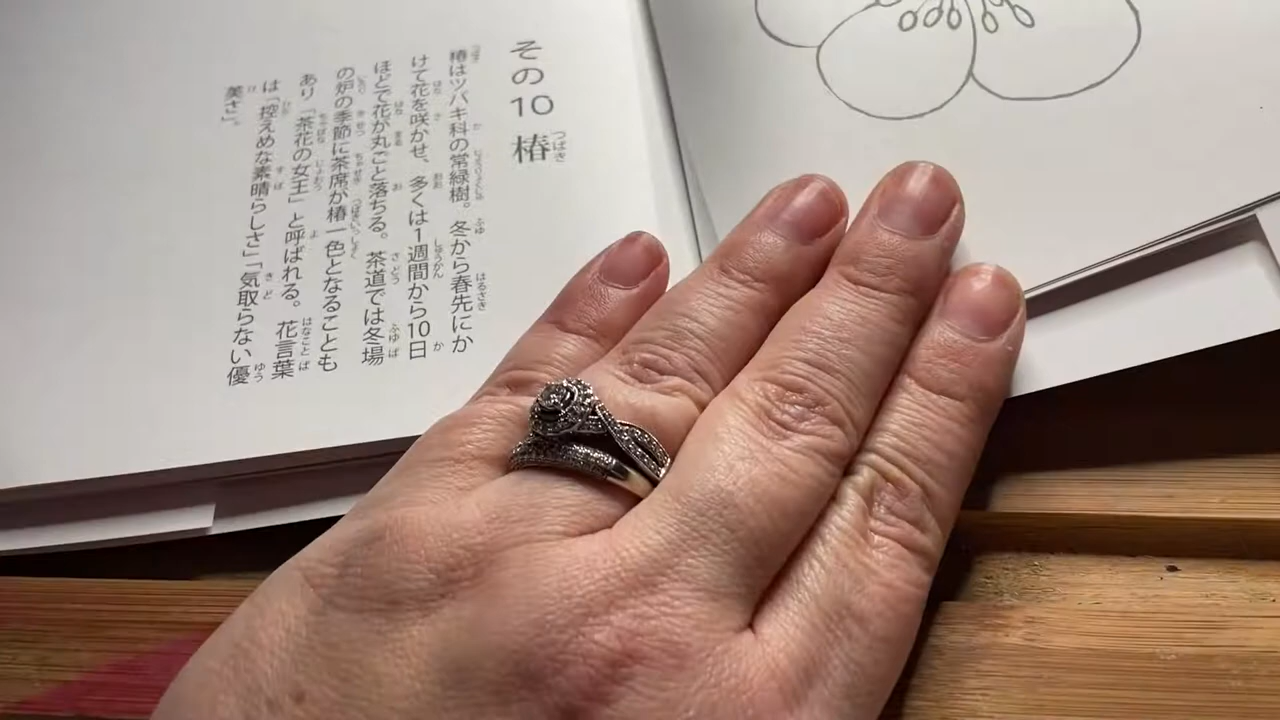 その10 椿
椿はツバキ科の常緑樹。冬から春先にか
けて花を咲かせ、多くは1週間から10日
ほどで花が丸ごと落ちる。茶道では冬場
の炉の季節に茶席が椿一色となることも
あり「茶花の女王」と呼ばれる。花言葉
は「控えめな素晴らしさ」「気取らない優
美さ」。